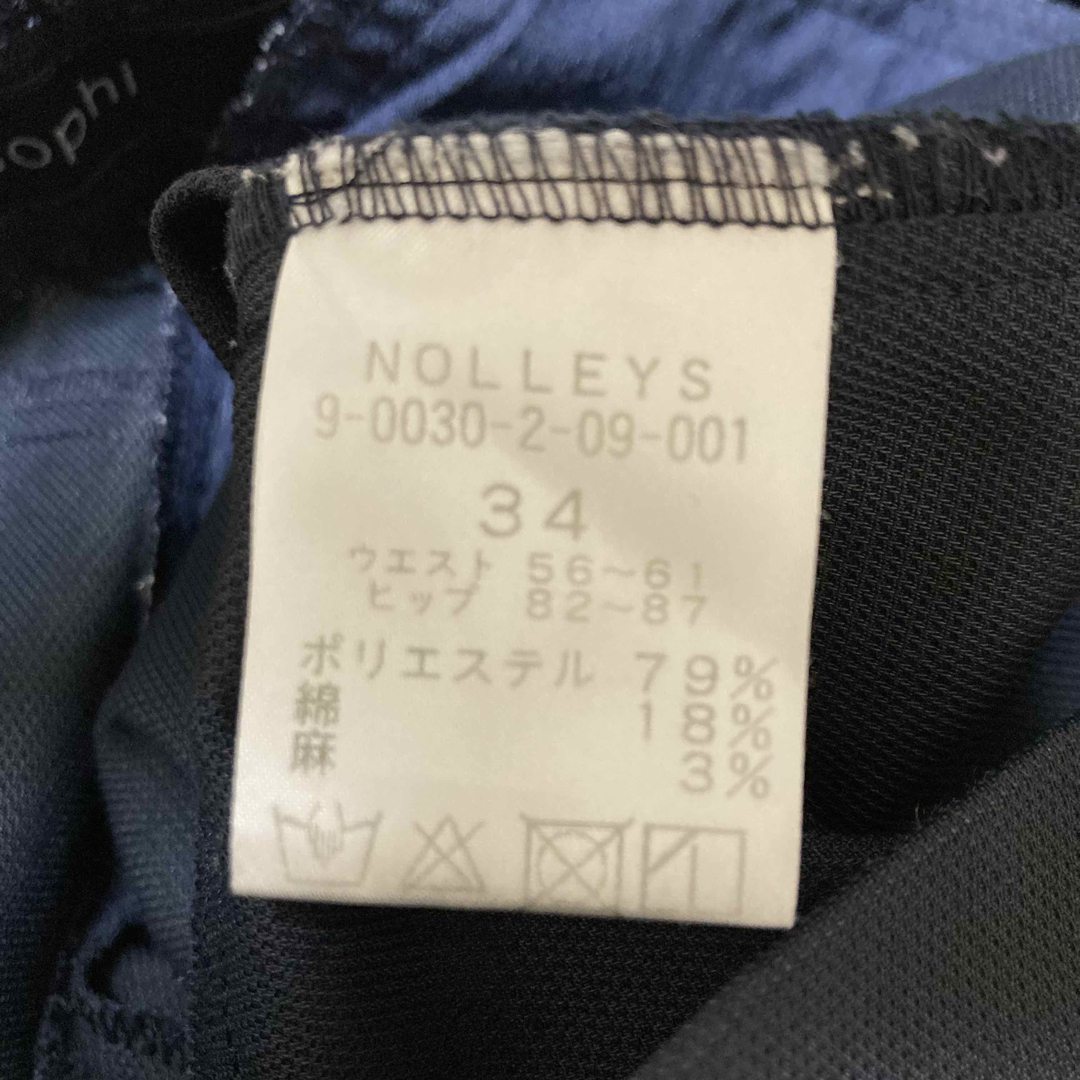 ophi
NOLLEYS
9-0030-2-09-001
34
ウエスト 56~61
ヒップ 82~87
ポリエステル 79%
綿 18%
麻 3%